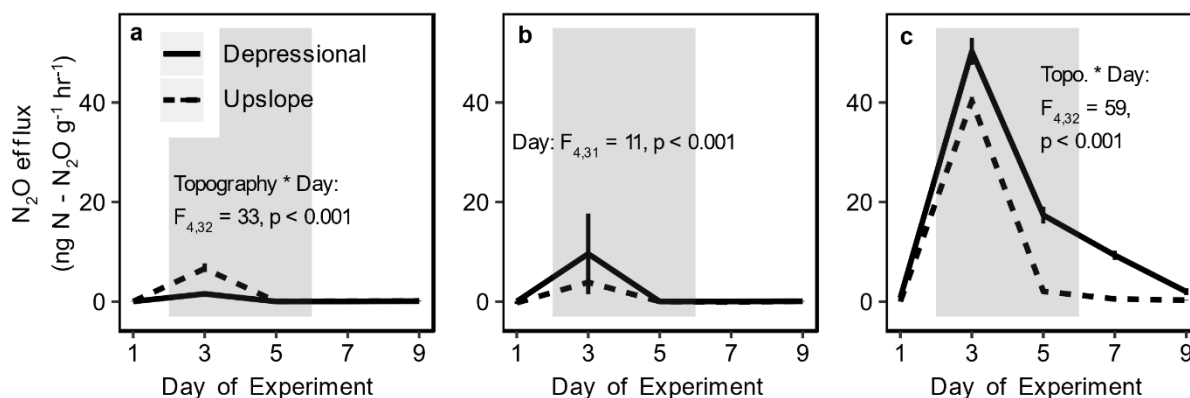 N₂O efflux
(ng N - N₂O g⁻¹ hr⁻¹)
a
Depressional
Upslope
Topography * Day:
F₄,₃₂ = 33, p < 0.001
40
20
0
1 3 5 7 9
Day of Experiment
b
Day: F₄,₃₁ = 11, p < 0.001
40
20
0
1 3 5 7 9
Day of Experiment
c
Topo. * Day:
F₄,₃₂ = 59,
p < 0.001
40
20
0
1 3 5 7 9
Day of Experiment